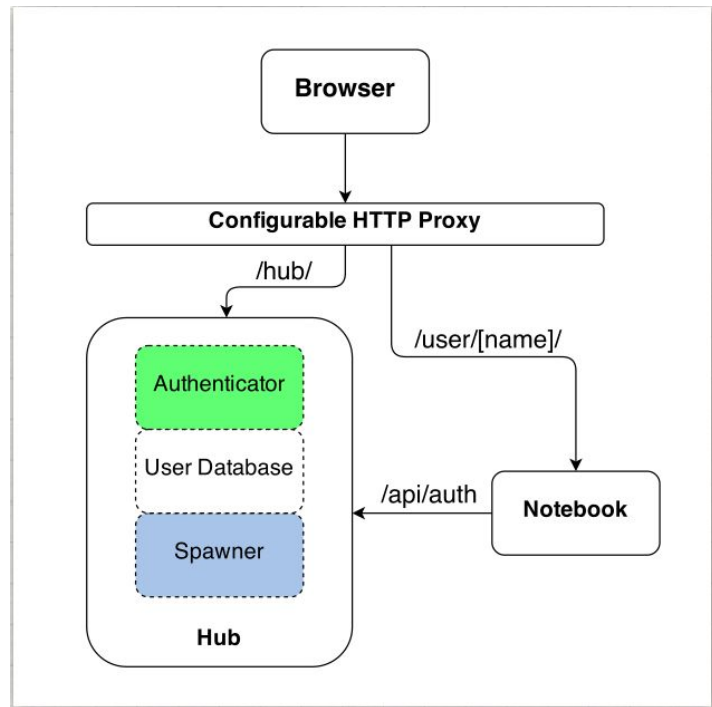 Browser
Configurable HTTP Proxy
/hub/
/user/[name]/
Authenticator
User Database
/api/auth
Notebook
Spawner
Hub